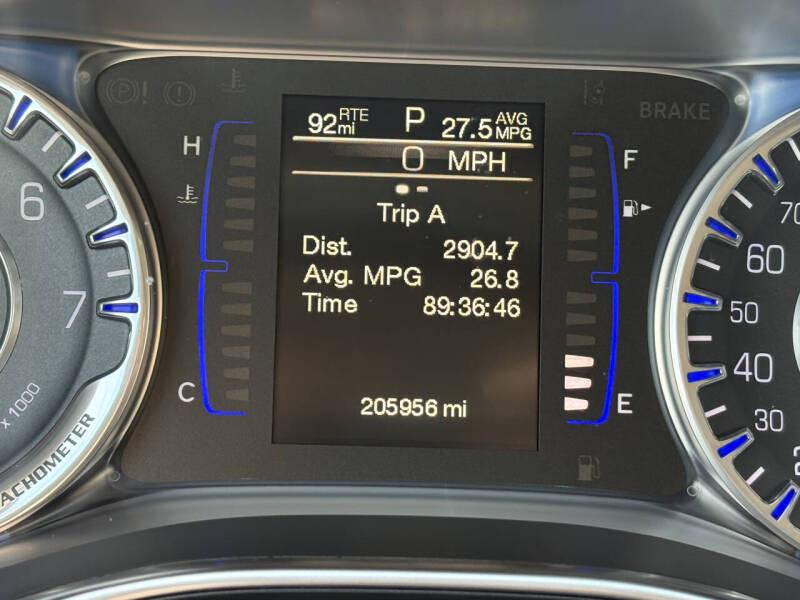 BRAKE
92 RTE mi P 27.5 AVG MPG
0 MPH
Trip A
Dist. 2904.7
Avg. MPG 26.8
Time 89:36:46
205956 mi
H
C
F
E
6
7
x 1000
TACHOMETER
70
60
50
40
30